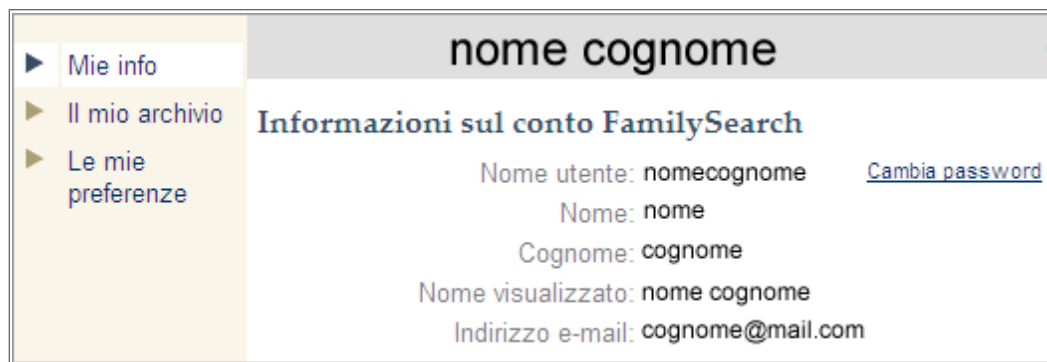 nome cognome
Mie info
Il mio archivio
Le mie
preferenze
Informazioni sul conto FamilySearch
Nome utente: nomecognome Cambia password
Nome: nome
Cognome: cognome
Nome visualizzato: nome cognome
Indirizzo e-mail: cognome@mail.com